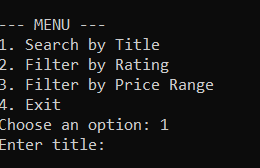 --- MENU ---
1. Search by Title
2. Filter by Rating
3. Filter by Price Range
4. Exit
Choose an option: 1
Enter title: